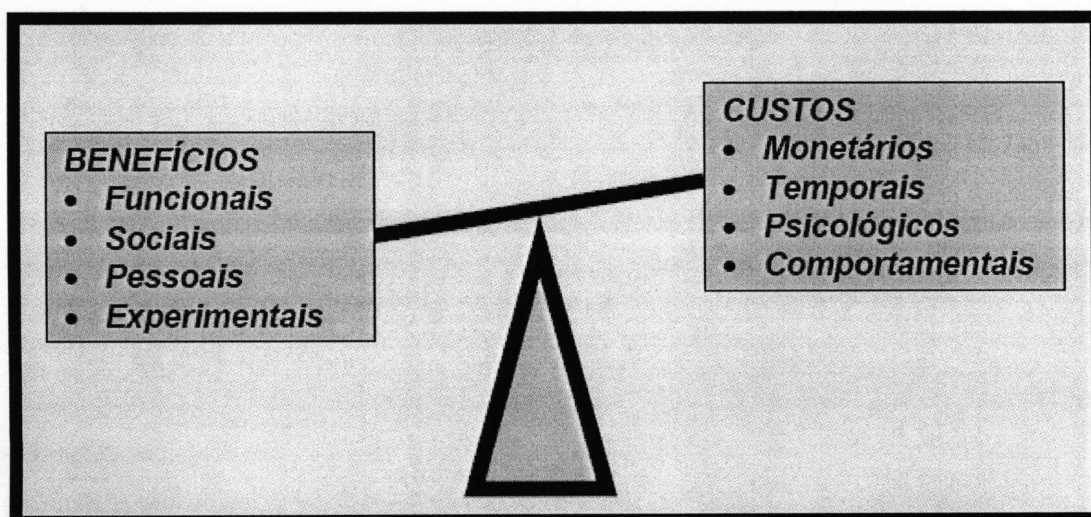 BENEFÍCIOS
• Funcionais
• Sociais
• Pessoais
• Experimentais
CUSTOS
• Monetários
• Temporais
• Psicológicos
• Comportamentais